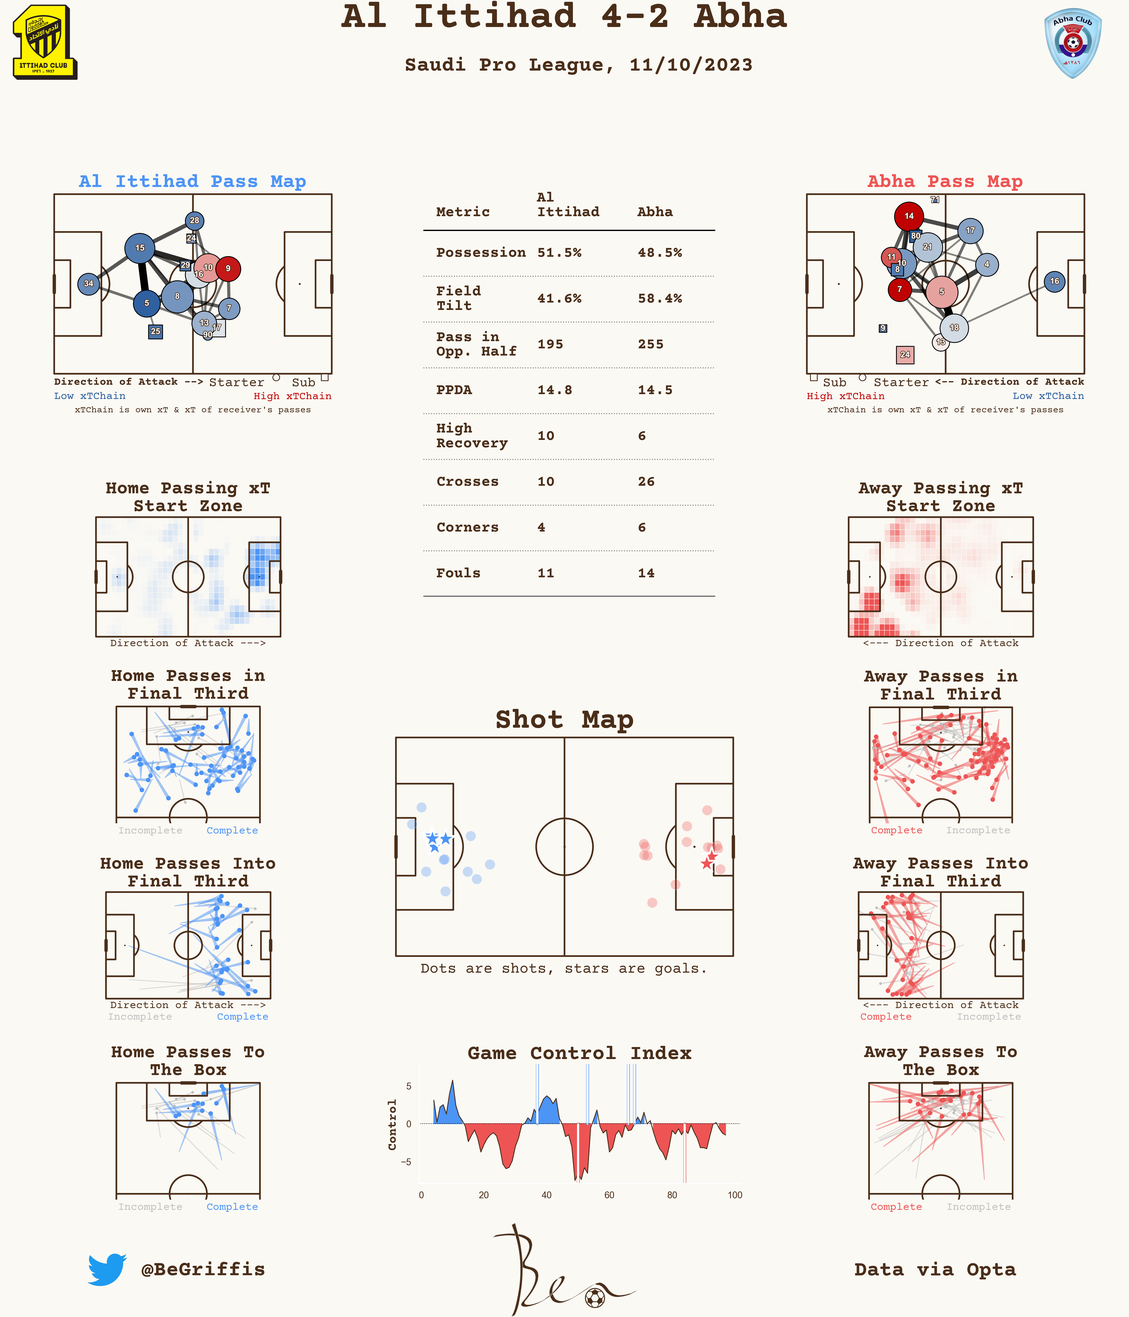 Al Ittihad 4-2 Abha
Saudi Pro League, 11/10/2023
ITTIHAD CLUB
Abha Club
Al Ittihad Pass Map
28
24
15
29
16
10
9
34
5
8
7
13
17
90
25
Direction of Attack --> Starter Sub
Low xTChain High xTChain
xTChain is own xT & xT of receiver's passes
Metric Al Ittihad Abha
Possession 51.5% 48.5%
Field Tilt 41.6% 58.4%
Pass in Opp. Half 195 255
PPDA 14.8 14.5
High Recovery 10 6
Crosses 10 26
Corners 4 6
Fouls 11 14
Abha Pass Map
71
14
80
17
21
11
10
8
4
7
5
16
9
18
13
24
Sub Starter <-- Direction of Attack
High xTChain Low xTChain
xTChain is own xT & xT of receiver's passes
Home Passing xT
Start Zone
Direction of Attack --->
Away Passing xT
Start Zone
<--- Direction of Attack
Home Passes in
Final Third
Incomplete Complete
Away Passes in
Final Third
Complete Incomplete
Shot Map
Dots are shots, stars are goals.
Home Passes Into
Final Third
Direction of Attack --->
Incomplete Complete
Away Passes Into
Final Third
<--- Direction of Attack
Complete Incomplete
Home Passes To
The Box
Incomplete Complete
Game Control Index
Control
5
0
−5
0 20 40 60 80 100
Away Passes To
The Box
Complete Incomplete
@BeGriffis
Ben
Data via Opta